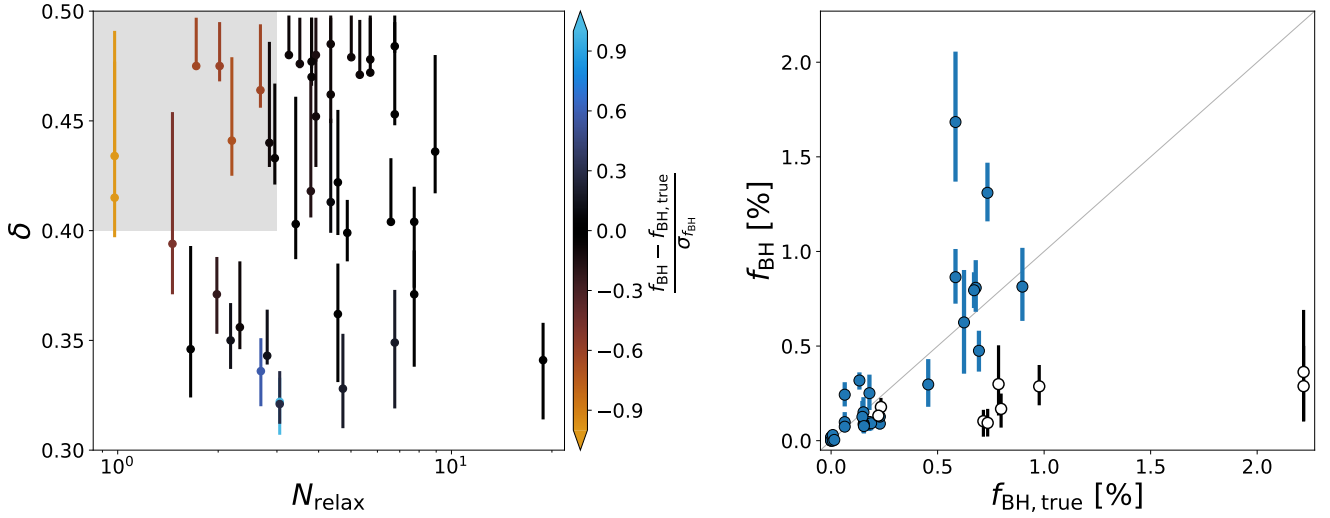 0.50
0.45
0.40
0.35
0.30
δ
10⁰
10¹
N_relax
0.9
0.6
0.3
0.0
−0.3
−0.6
−0.9
f_BH − f_BH, true
σ_f_BH
2.0
1.5
1.0
0.5
0.0
f_BH [%]
0.0 0.5 1.0 1.5 2.0
f_BH, true [%]